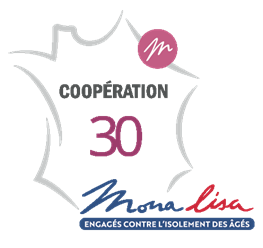 m
COOPÉRATION
30
Mona lisa
ENGAGÉS CONTRE L'ISOLEMENT DES ÂGÉS